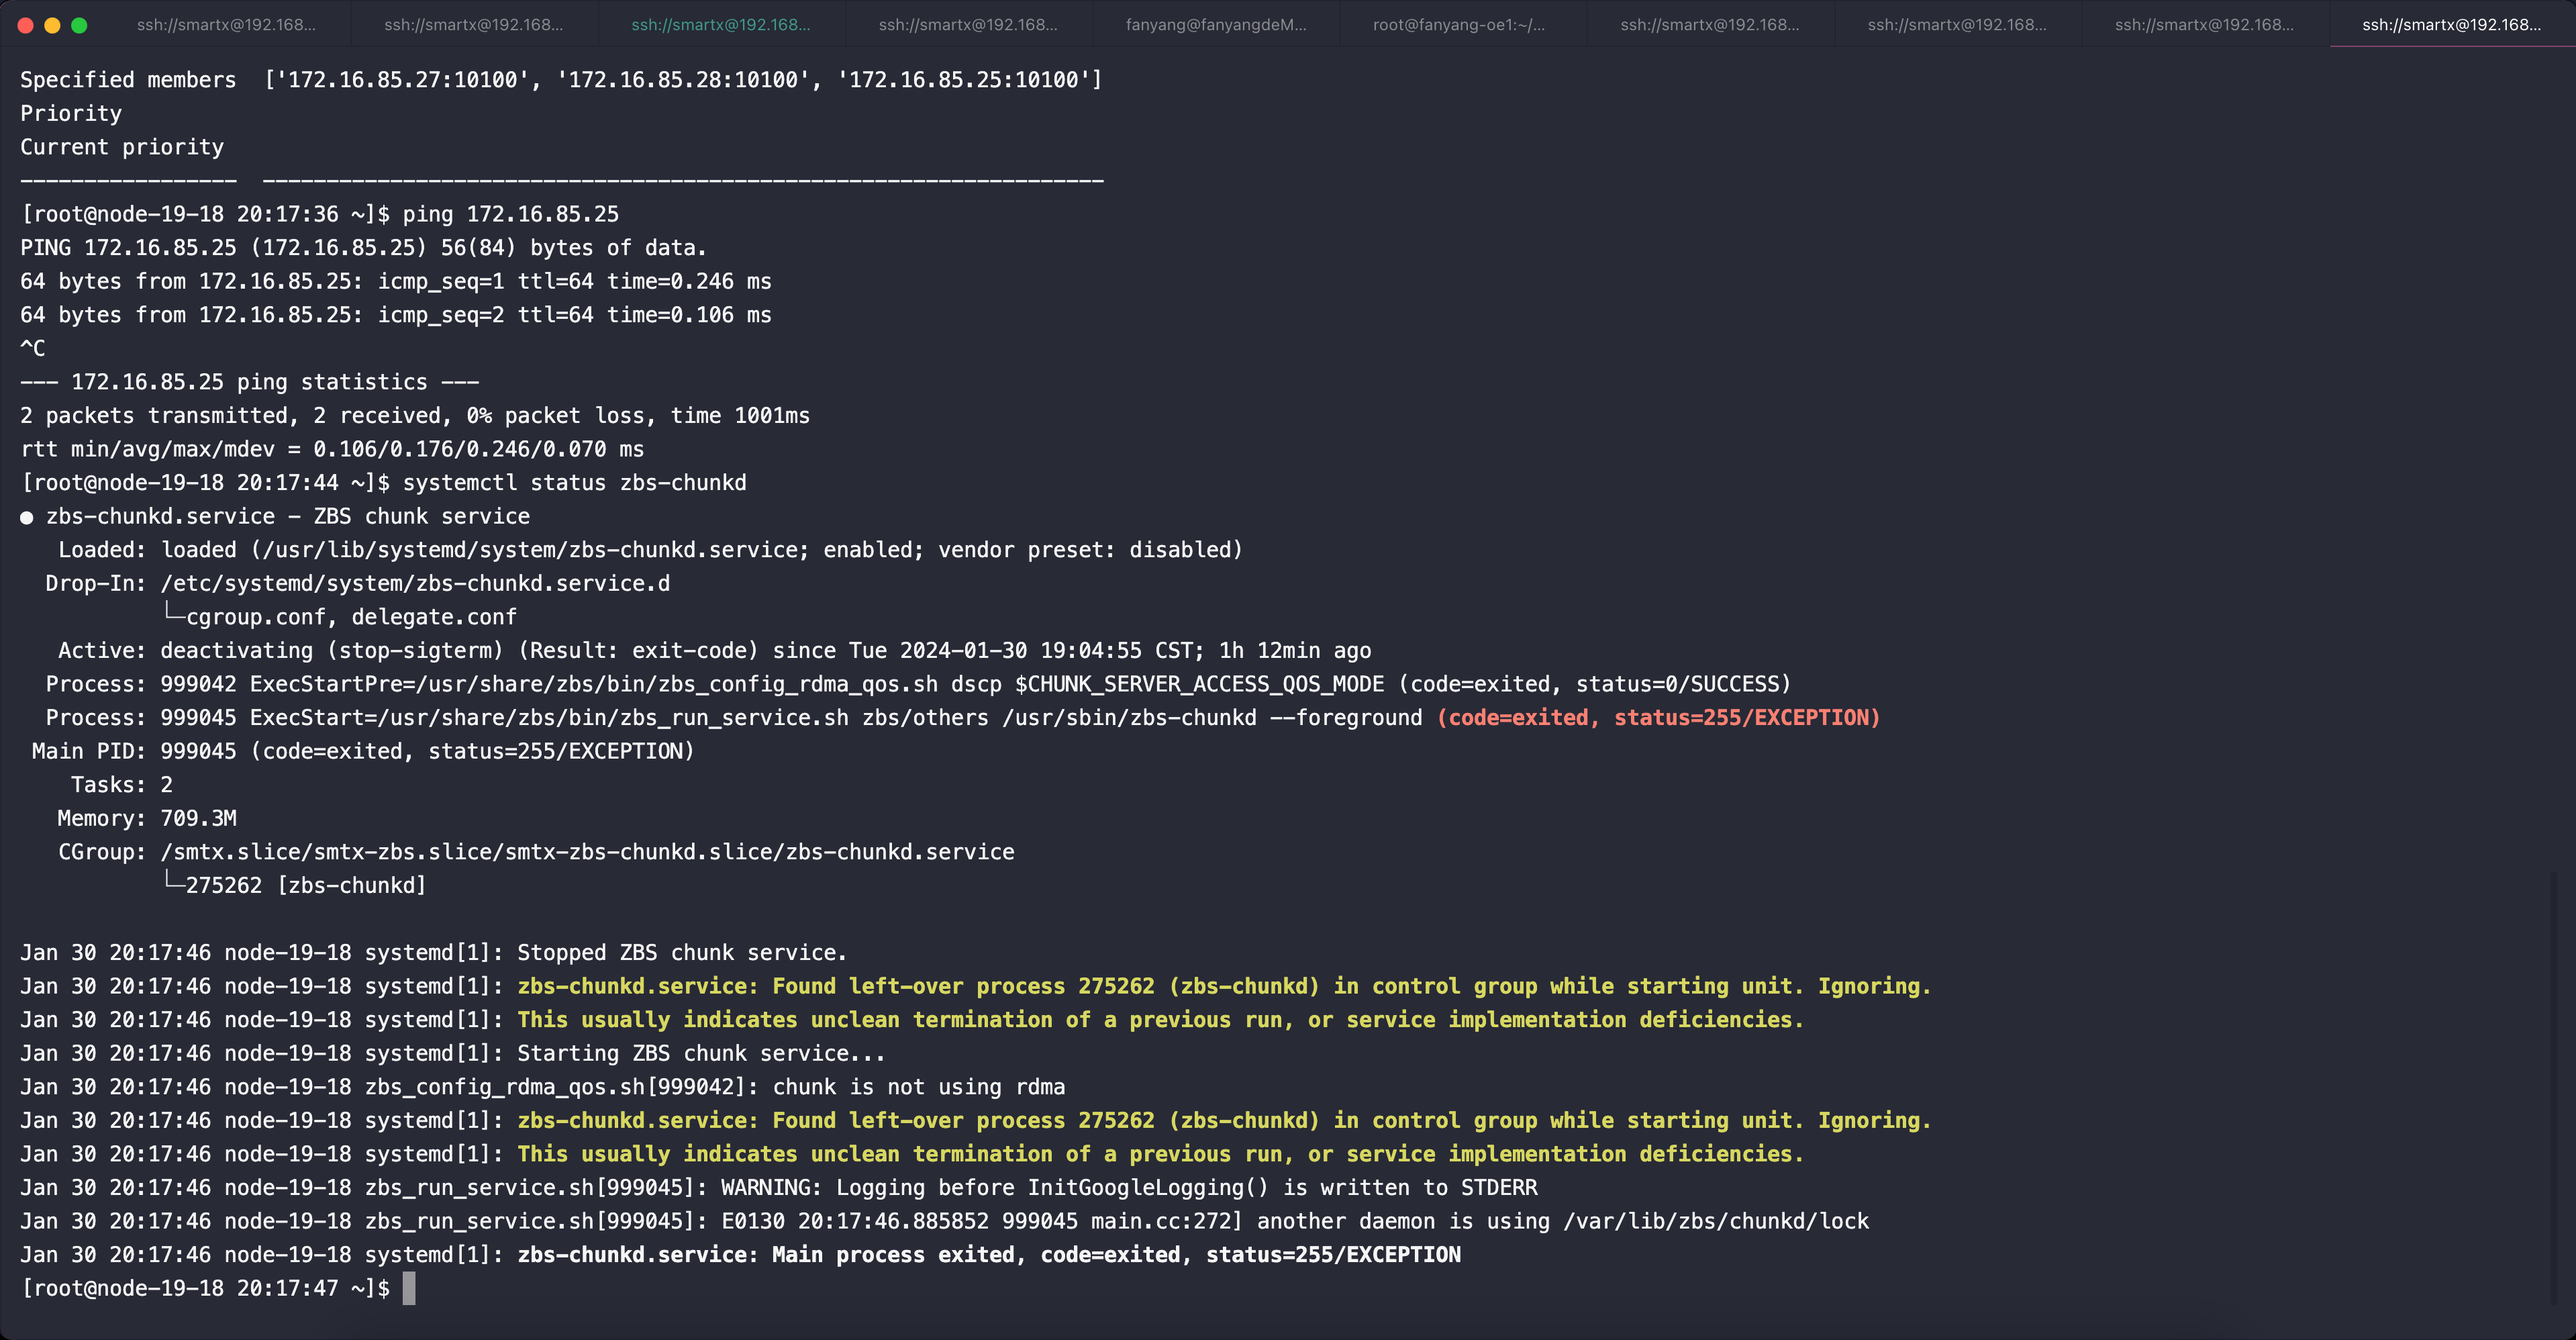 ssh://smartx@192.168... ssh://smartx@192.168... ssh://smartx@192.168... ssh://smartx@192.168... fanyang@fanyangdeM... root@fanyang-oe1:~/... ssh://smartx@192.168... ssh://smartx@192.168... ssh://smartx@192.168... ssh://smartx@192.168...
Specified members  ['172.16.85.27:10100', '172.16.85.28:10100', '172.16.85.25:10100']
Priority
Current priority
-----------------  ------------------------------------------------------------------
[root@node-19-18 20:17:36 ~]$ ping 172.16.85.25
PING 172.16.85.25 (172.16.85.25) 56(84) bytes of data.
64 bytes from 172.16.85.25: icmp_seq=1 ttl=64 time=0.246 ms
64 bytes from 172.16.85.25: icmp_seq=2 ttl=64 time=0.106 ms
^C
--- 172.16.85.25 ping statistics ---
2 packets transmitted, 2 received, 0% packet loss, time 1001ms
rtt min/avg/max/mdev = 0.106/0.176/0.246/0.070 ms
[root@node-19-18 20:17:44 ~]$ systemctl status zbs-chunkd
● zbs-chunkd.service - ZBS chunk service
   Loaded: loaded (/usr/lib/systemd/system/zbs-chunkd.service; enabled; vendor preset: disabled)
  Drop-In: /etc/systemd/system/zbs-chunkd.service.d
           └─cgroup.conf, delegate.conf
   Active: deactivating (stop-sigterm) (Result: exit-code) since Tue 2024-01-30 19:04:55 CST; 1h 12min ago
  Process: 999042 ExecStartPre=/usr/share/zbs/bin/zbs_config_rdma_qos.sh dscp $CHUNK_SERVER_ACCESS_QOS_MODE (code=exited, status=0/SUCCESS)
  Process: 999045 ExecStart=/usr/share/zbs/bin/zbs_run_service.sh zbs/others /usr/sbin/zbs-chunkd --foreground (code=exited, status=255/EXCEPTION)
 Main PID: 999045 (code=exited, status=255/EXCEPTION)
    Tasks: 2
   Memory: 709.3M
   CGroup: /smtx.slice/smtx-zbs.slice/smtx-zbs-chunkd.slice/zbs-chunkd.service
           └─275262 [zbs-chunkd]
Jan 30 20:17:46 node-19-18 systemd[1]: Stopped ZBS chunk service.
Jan 30 20:17:46 node-19-18 systemd[1]: zbs-chunkd.service: Found left-over process 275262 (zbs-chunkd) in control group while starting unit. Ignoring.
Jan 30 20:17:46 node-19-18 systemd[1]: This usually indicates unclean termination of a previous run, or service implementation deficiencies.
Jan 30 20:17:46 node-19-18 systemd[1]: Starting ZBS chunk service...
Jan 30 20:17:46 node-19-18 zbs_config_rdma_qos.sh[999042]: chunk is not using rdma
Jan 30 20:17:46 node-19-18 systemd[1]: zbs-chunkd.service: Found left-over process 275262 (zbs-chunkd) in control group while starting unit. Ignoring.
Jan 30 20:17:46 node-19-18 systemd[1]: This usually indicates unclean termination of a previous run, or service implementation deficiencies.
Jan 30 20:17:46 node-19-18 zbs_run_service.sh[999045]: WARNING: Logging before InitGoogleLogging() is written to STDERR
Jan 30 20:17:46 node-19-18 zbs_run_service.sh[999045]: E0130 20:17:46.885852 999045 main.cc:272] another daemon is using /var/lib/zbs/chunkd/lock
Jan 30 20:17:46 node-19-18 systemd[1]: zbs-chunkd.service: Main process exited, code=exited, status=255/EXCEPTION
[root@node-19-18 20:17:47 ~]$